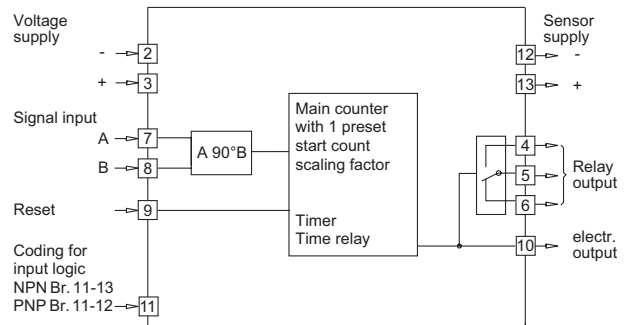 Voltage
supply
- 2
+ 3
Signal input
A 7
B 8
A 90°B
Reset 9
Coding for
input logic
NPN Br. 11-13
PNP Br. 11-12 11
Main counter
with 1 preset
start count
scaling factor
Timer
Time relay
Sensor
supply
12 -
13 +
4
5
6
Relay
output
10
electr.
output